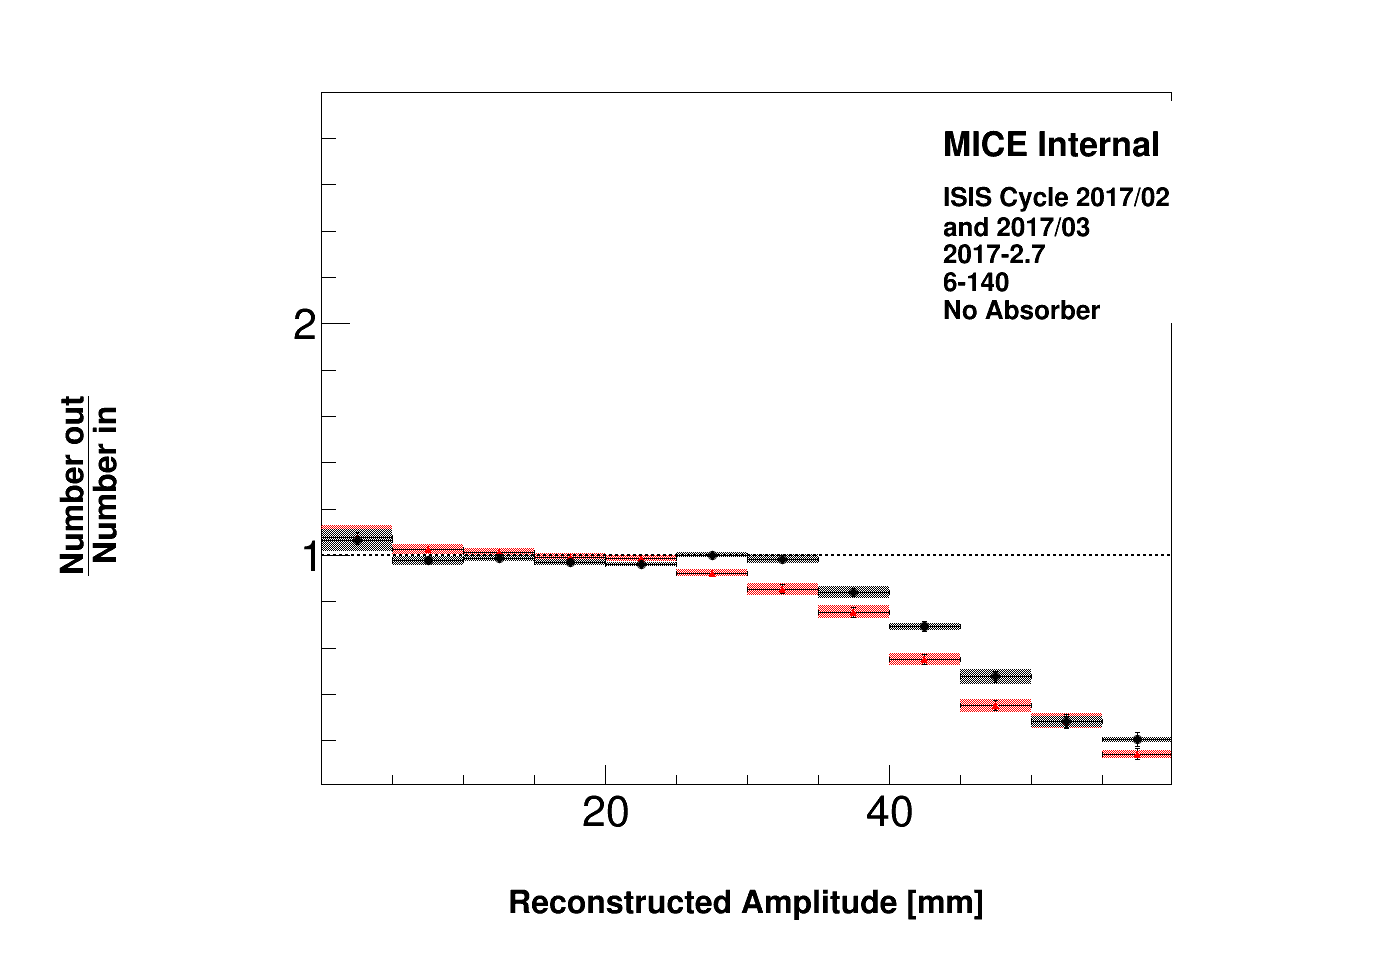 MICE Internal
ISIS Cycle 2017/02
and 2017/03
2017-2.7
6-140
No Absorber
2
1
Number out
Number in
20 40
Reconstructed Amplitude [mm]